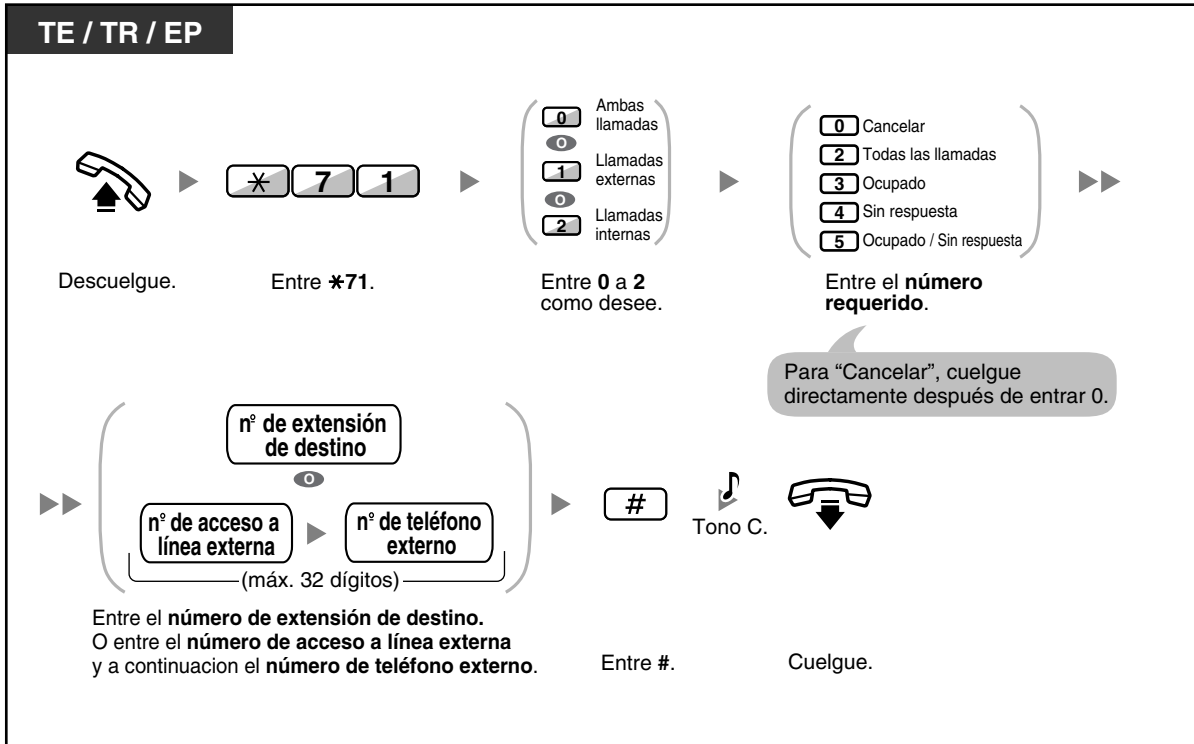 TE / TR / EP
✳ 7 1
0 Ambas
llamadas
O
1 Llamadas
externas
O
2 Llamadas
internas
0 Cancelar
2 Todas las llamadas
3 Ocupado
4 Sin respuesta
5 Ocupado / Sin respuesta
Descuelgue.
Entre ✳71.
Entre 0 a 2
como desee.
Entre el número
requerido.
Para “Cancelar”, cuelgue
directamente después de entrar 0.
nº de extensión
de destino
O
nº de acceso a
línea externa
nº de teléfono
externo
(máx. 32 dígitos)
#
Tono C.
Entre el número de extensión de destino.
O entre el número de acceso a línea externa
y a continuacion el número de teléfono externo.
Entre #.
Cuelgue.